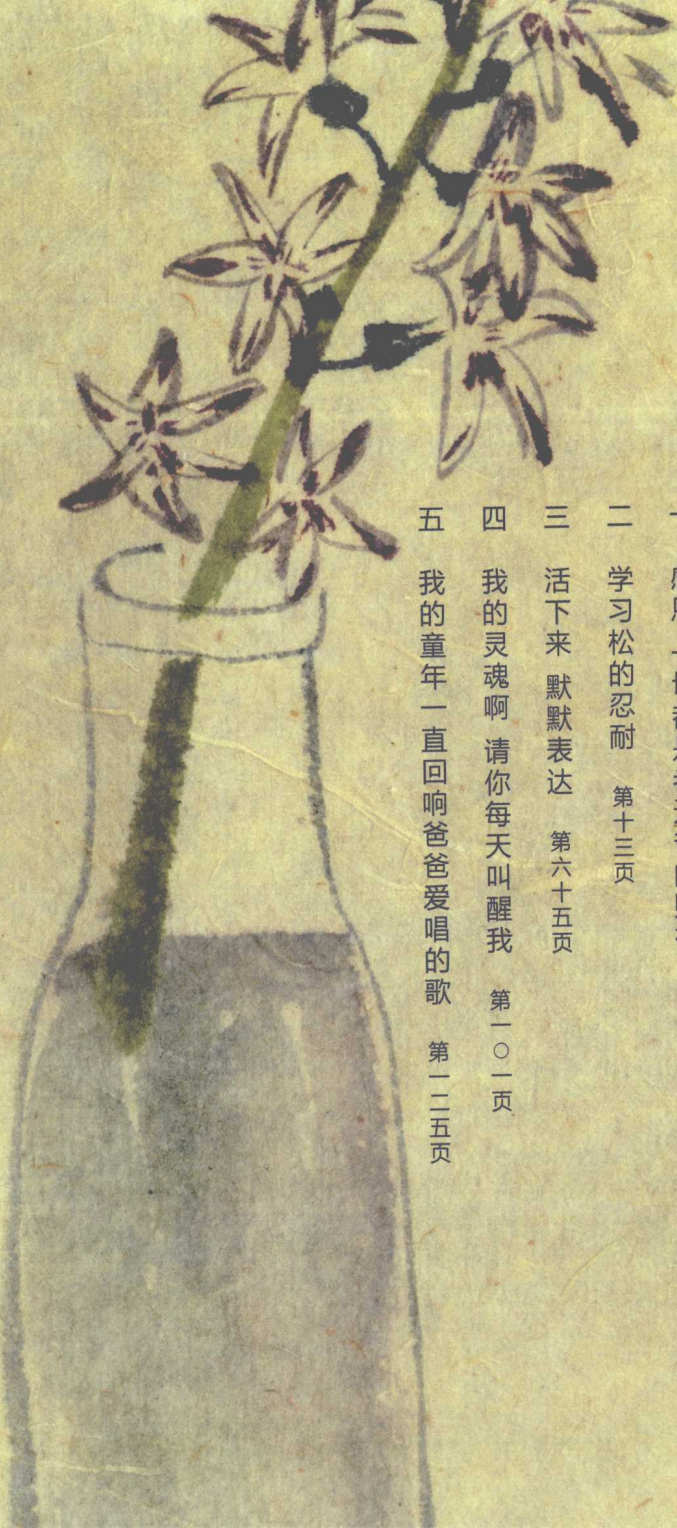 二 学习松的忍耐 第十三页
三 活下来 默默表达 第六十五页
四 我的灵魂啊 请你每天叫醒我 第一〇一页
五 我的童年一直回响爸爸爱唱的歌 第一二五页